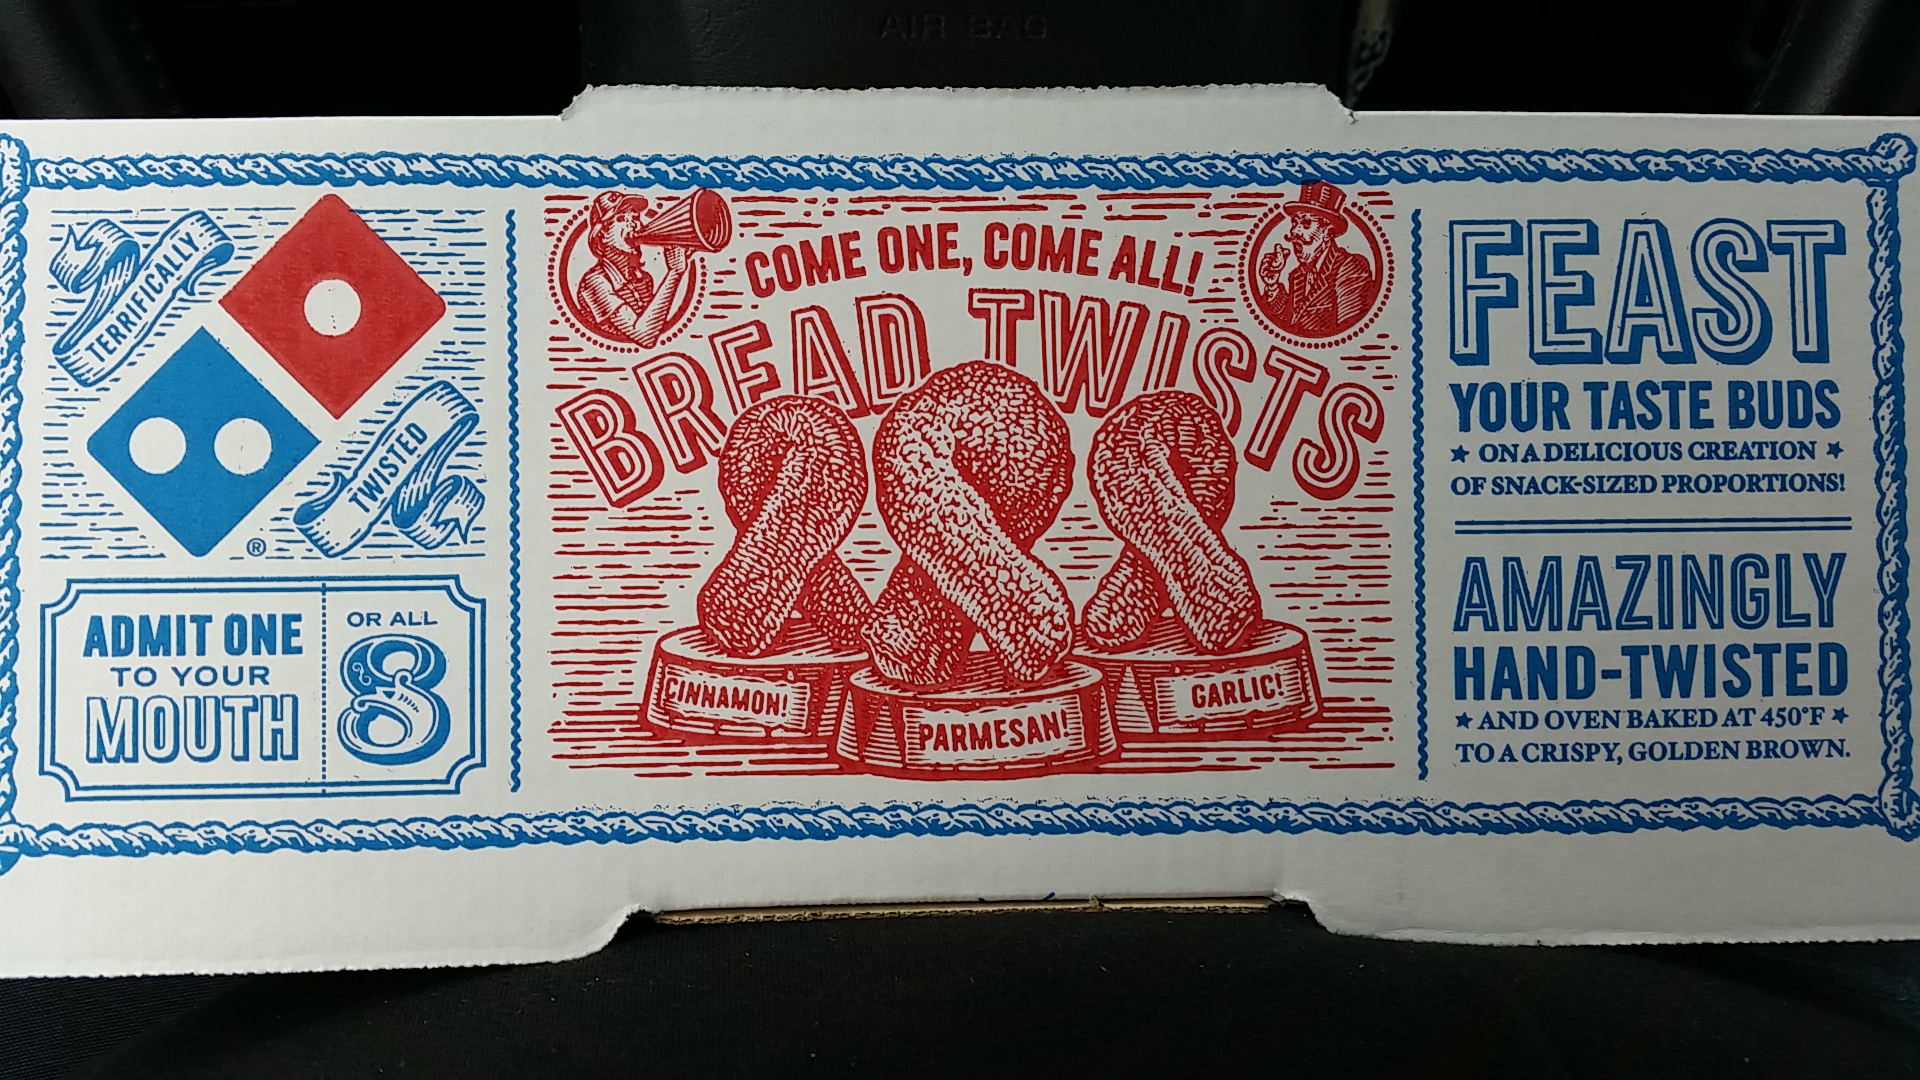 AIR BAG
TERRIFICALLY
TWISTED
®
ADMIT ONE
TO YOUR
MOUTH
OR ALL
8
COME ONE, COME ALL!
BREAD TWISTS
CINNAMON!
PARMESAN!
GARLIC!
FEAST
YOUR TASTE BUDS
★ ON A DELICIOUS CREATION ★
OF SNACK-SIZED PROPORTIONS!
AMAZINGLY
HAND-TWISTED
★ AND OVEN BAKED AT 450°F ★
TO A CRISPY, GOLDEN BROWN.